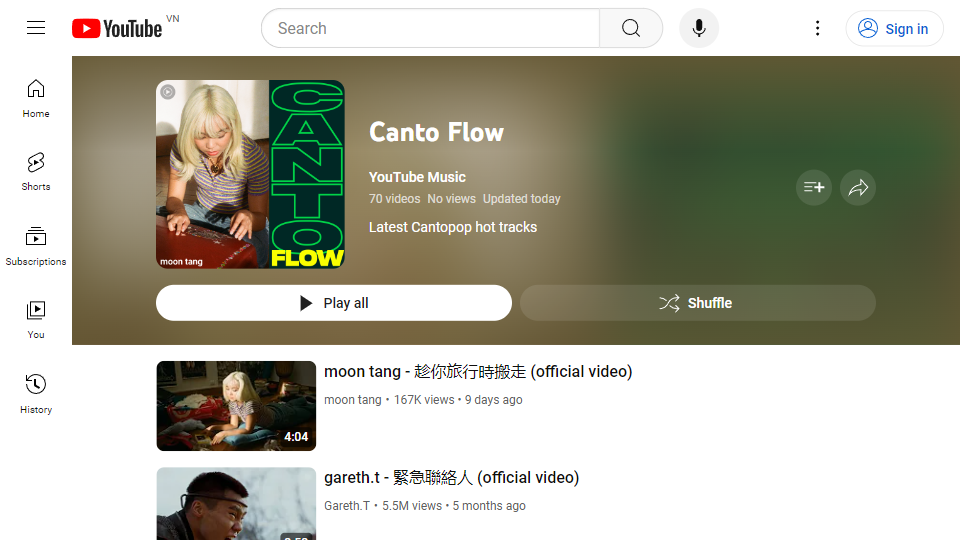 YouTube VN
Search
Sign in
Home
Shorts
Subscriptions
You
History
CANTO
FLOW
moon tang
Canto Flow
YouTube Music
70 videos No views Updated today
Latest Cantopop hot tracks
Play all
Shuffle
4:04
moon tang - 趁你旅行時搬走 (official video)
moon tang • 167K views • 9 days ago
gareth.t - 緊急聯絡人 (official video)
Gareth.T • 5.5M views • 5 months ago